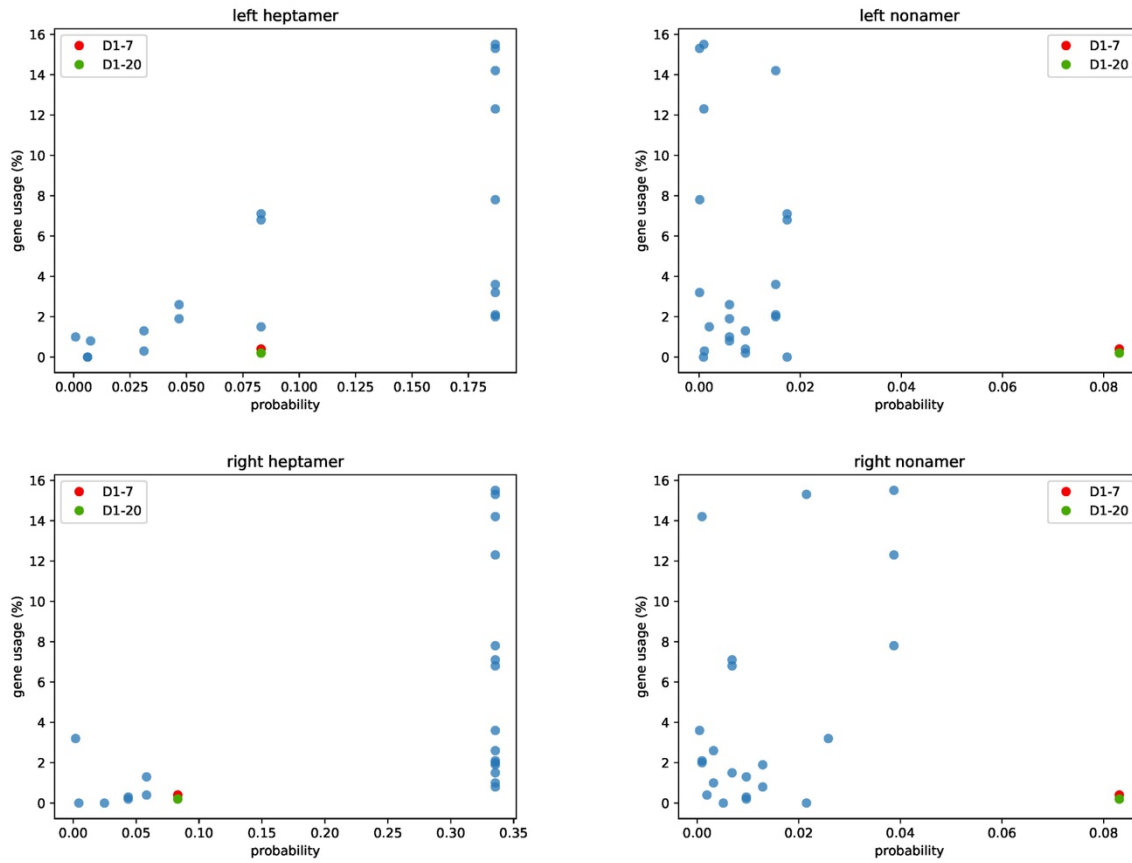 left heptamer
16
14
12
10
8
6
4
2
0
gene usage (%)
D1-7
D1-20
0.000 0.025 0.050 0.075 0.100 0.125 0.150 0.175
probability
left nonamer
16
14
12
10
8
6
4
2
0
gene usage (%)
D1-7
D1-20
0.00 0.02 0.04 0.06 0.08
probability
right heptamer
16
14
12
10
8
6
4
2
0
gene usage (%)
D1-7
D1-20
0.00 0.05 0.10 0.15 0.20 0.25 0.30 0.35
probability
right nonamer
16
14
12
10
8
6
4
2
0
gene usage (%)
D1-7
D1-20
0.00 0.02 0.04 0.06 0.08
probability